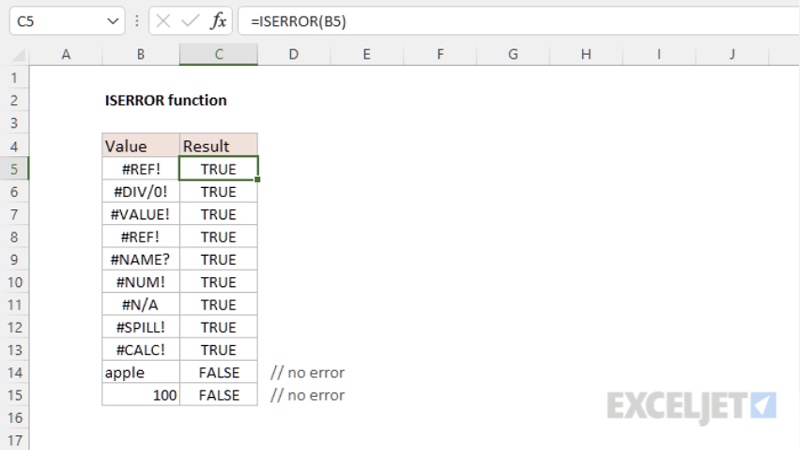 C5 fx =ISERROR(B5)
A B C D E F G H I J
1
2 ISERROR function
3
4 Value Result
5 #REF! TRUE
6 #DIV/0! TRUE
7 #VALUE! TRUE
8 #REF! TRUE
9 #NAME? TRUE
10 #NUM! TRUE
11 #N/A TRUE
12 #SPILL! TRUE
13 #CALC! TRUE
14 apple FALSE // no error
15 100 FALSE // no error
16
17
EXCELJET